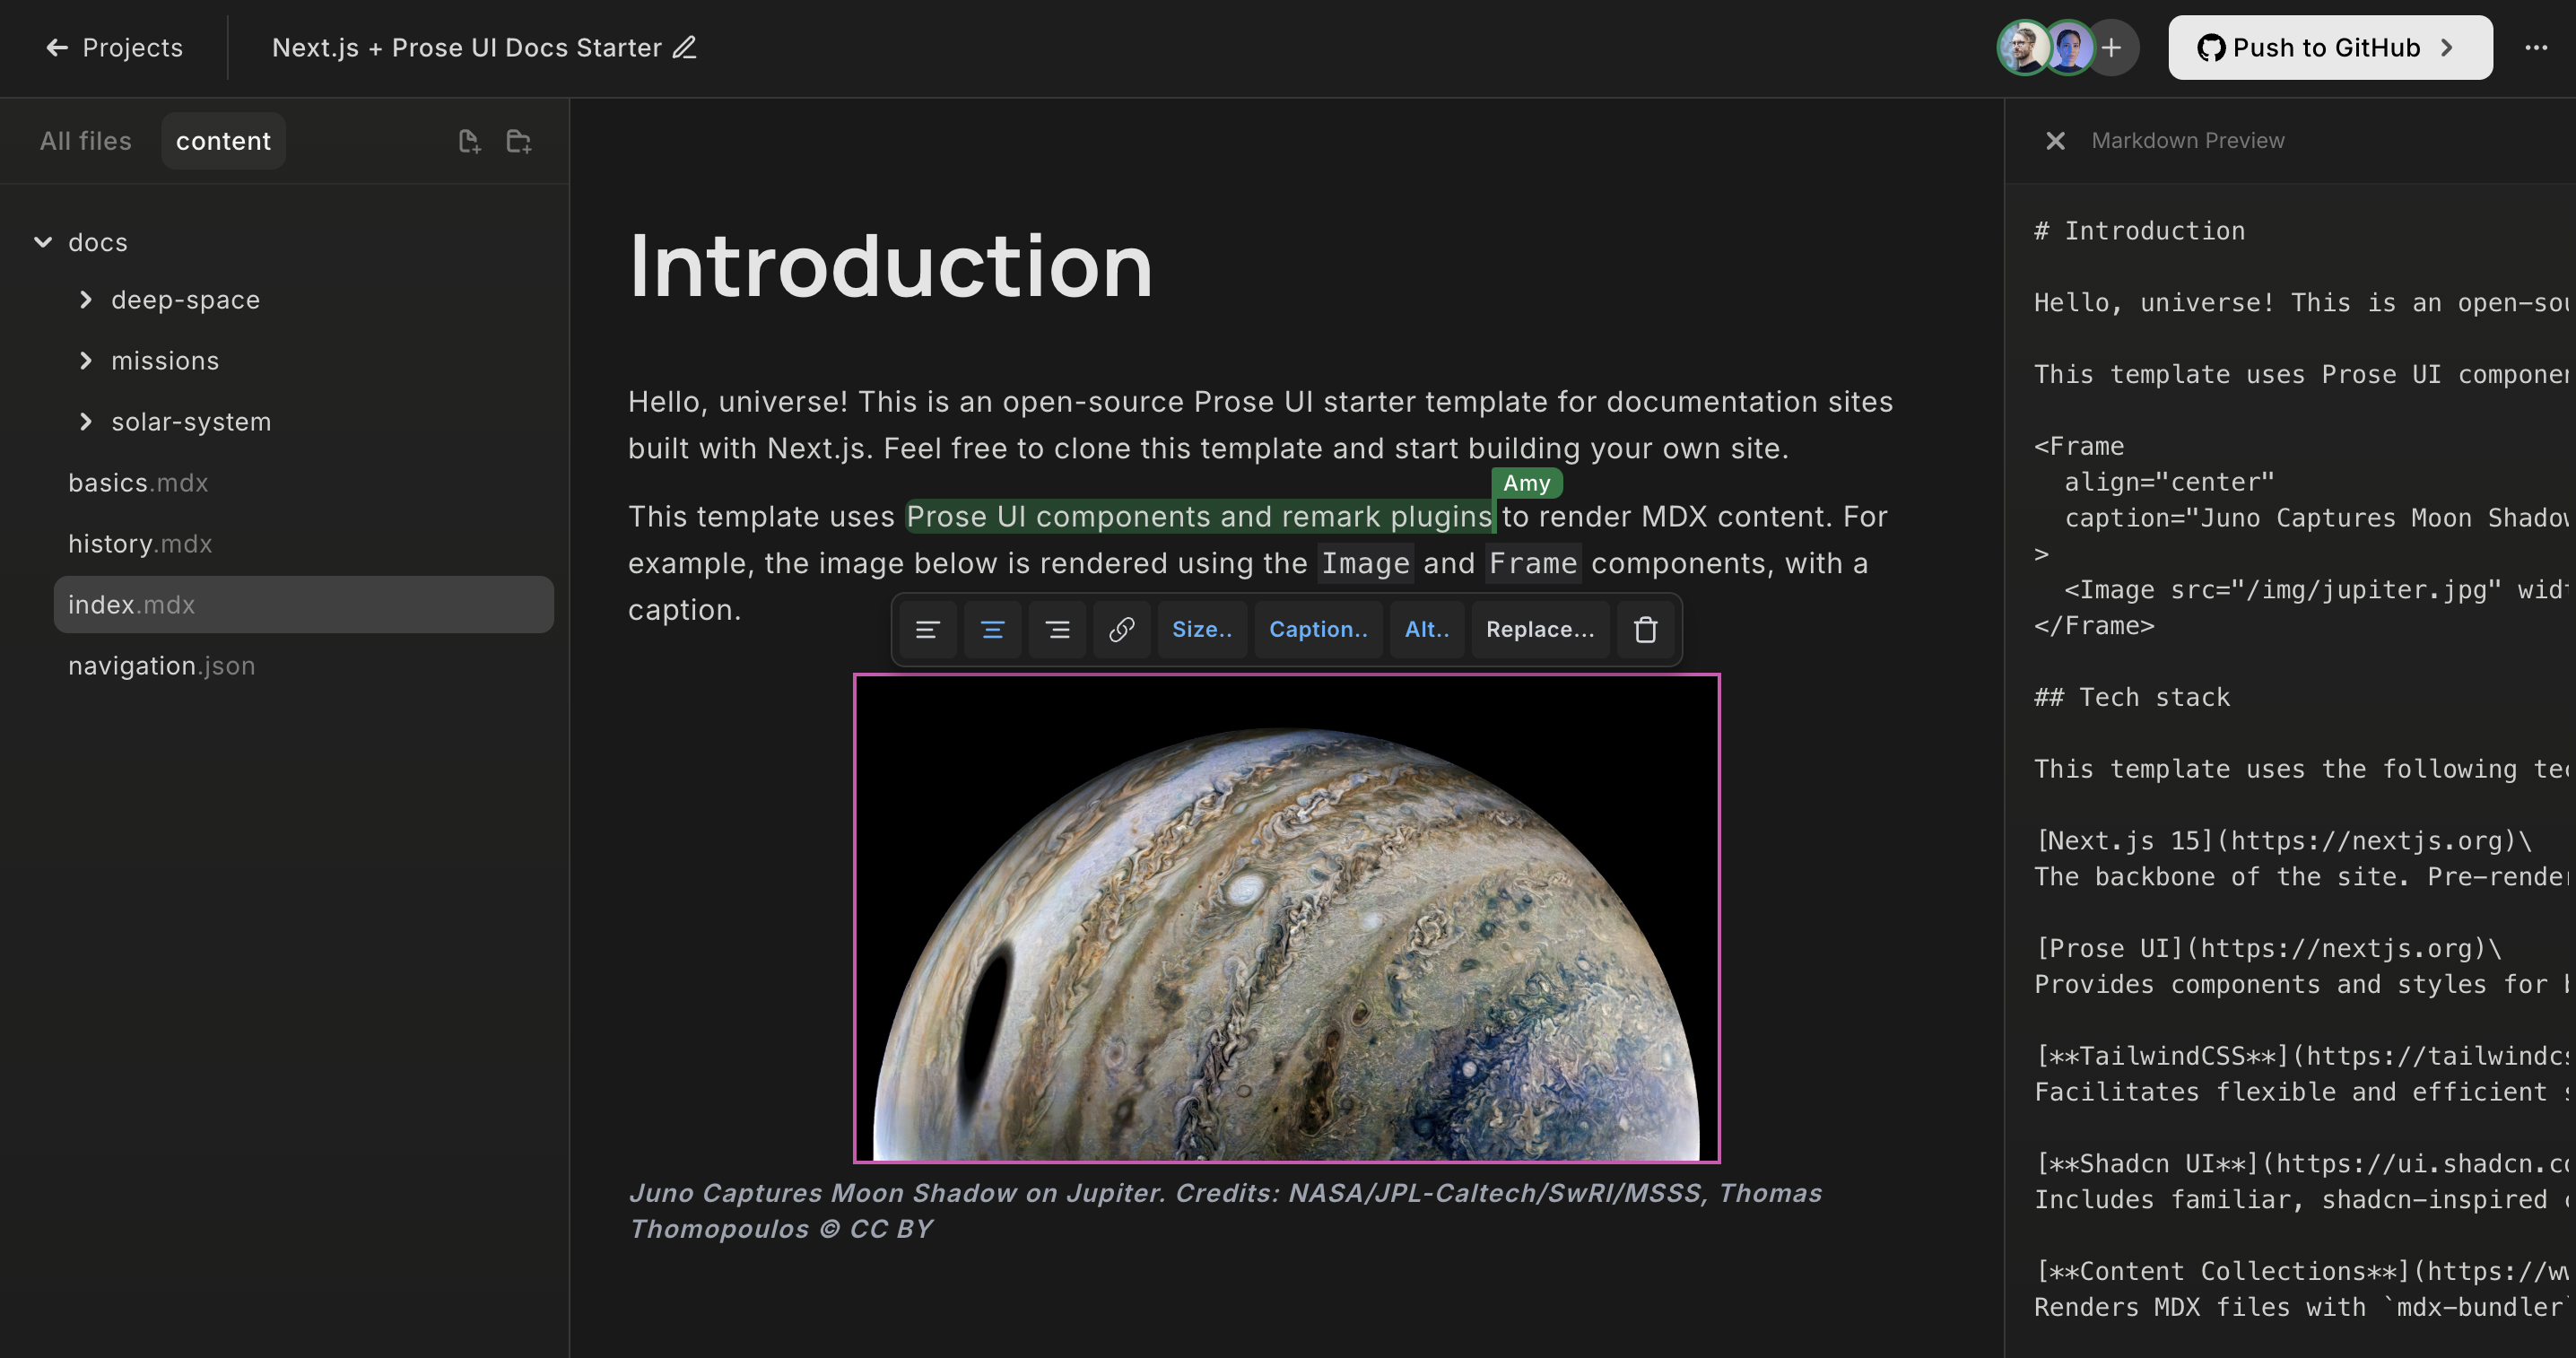 Projects
Next.js + Prose UI Docs Starter
Push to GitHub
All files
content
docs
deep-space
missions
solar-system
basics.mdx
history.mdx
index.mdx
navigation.json
Introduction
Hello, universe! This is an open-source Prose UI starter template for documentation sites
built with Next.js. Feel free to clone this template and start building your own site.
Amy
This template uses Prose UI components and remark plugins to render MDX content. For
example, the image below is rendered using the Image and Frame components, with a
caption.
Size..
Caption..
Alt..
Replace...
Juno Captures Moon Shadow on Jupiter. Credits: NASA/JPL-Caltech/SwRI/MSSS, Thomas
Thomopoulos © CC BY
Markdown Preview
# Introduction
Hello, universe! This is an open-sou
This template uses Prose UI componen
<Frame
align="center"
caption="Juno Captures Moon Shadow
>
<Image src="/img/jupiter.jpg" widt
</Frame>
## Tech stack
This template uses the following tec
[Next.js 15](https://nextjs.org)\
The backbone of the site. Pre-render
[Prose UI](https://nextjs.org)\
Provides components and styles for b
[**TailwindCSS**](https://tailwindcs
Facilitates flexible and efficient s
[**Shadcn UI**](https://ui.shadcn.co
Includes familiar, shadcn-inspired c
[**Content Collections**](https://ww
Renders MDX files with `mdx-bundler`